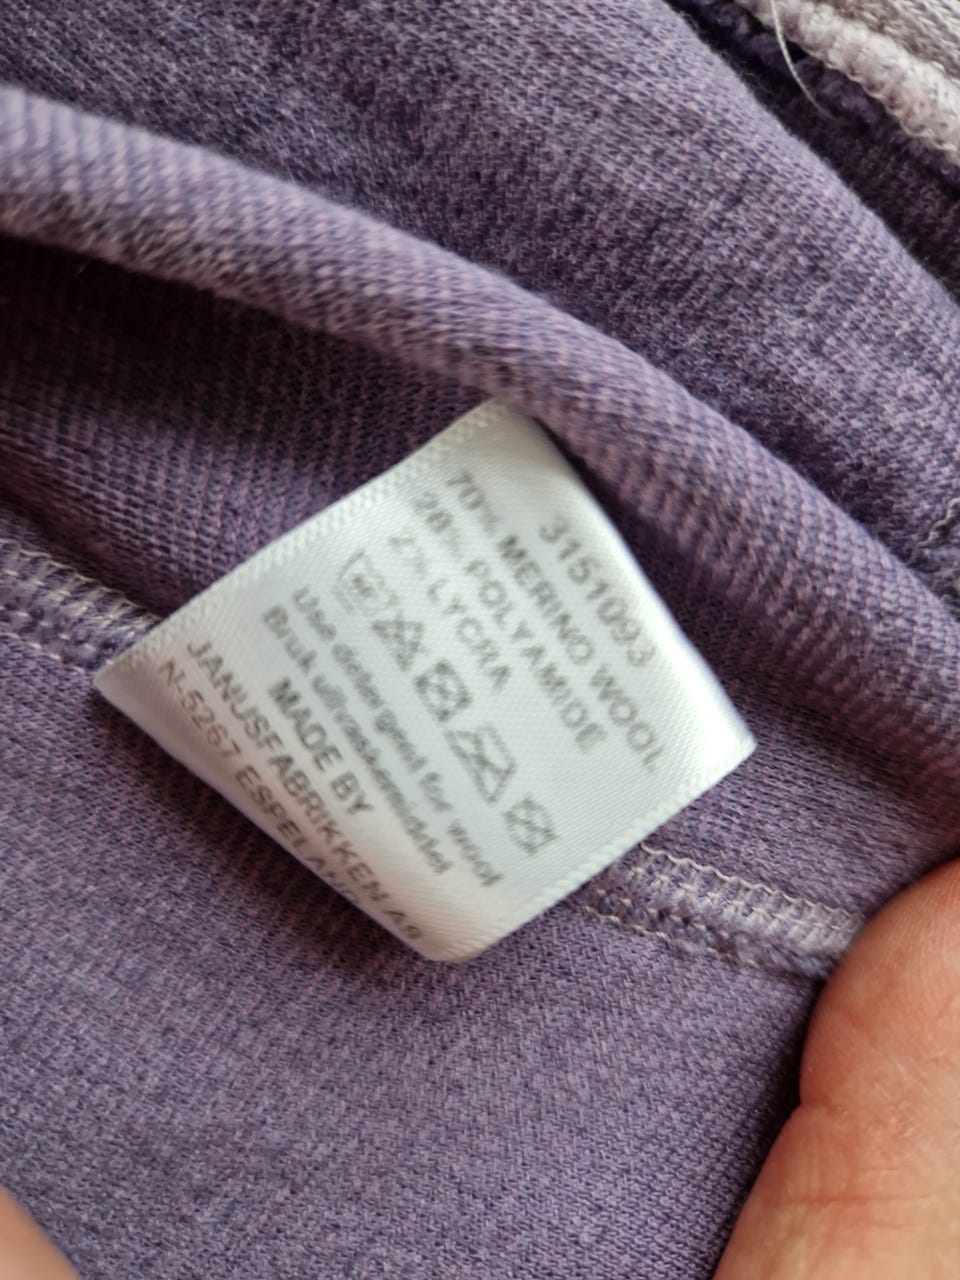 3151093
70% MERINO WOOL
28% POLYAMIDE
2% LYCRA
Use detergent for wool
Bruk ullvaskemiddel
MADE BY
JANUSFABRIKKEN AS
N-5267 ESPELAND